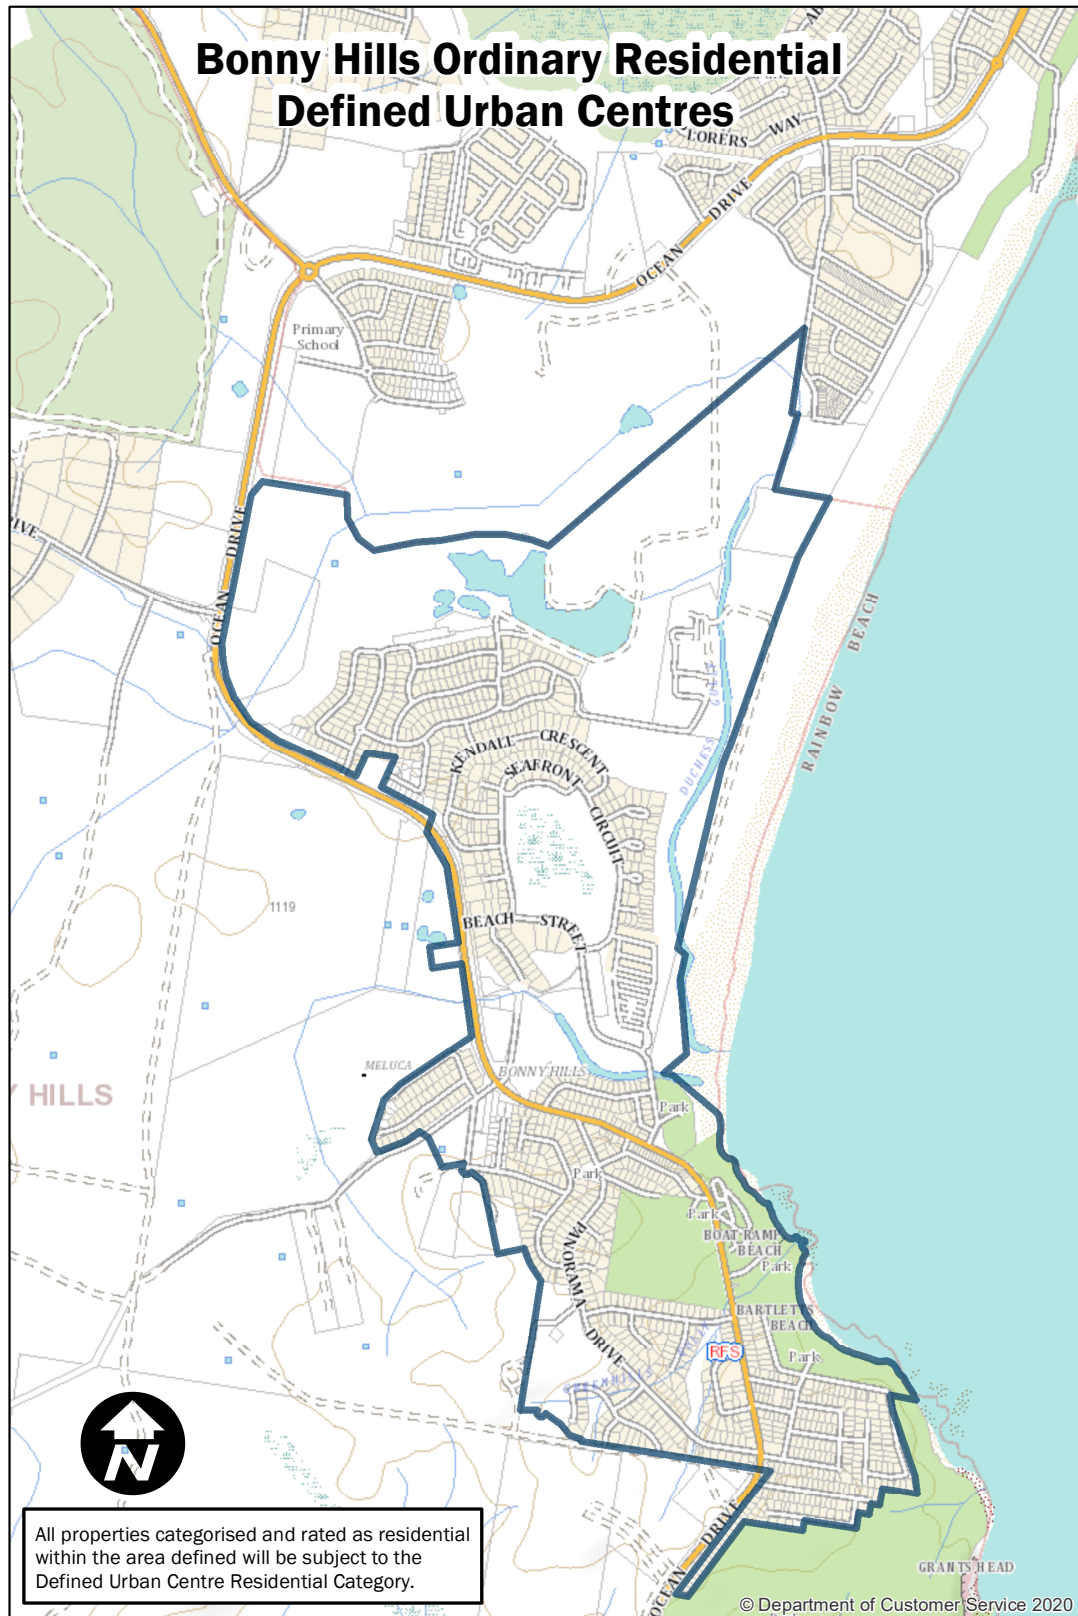 Bonny Hills Ordinary Residential
Defined Urban Centres
WAY
OCEAN DRIVE
Primary
School
OCEAN DRIVE
RAINBOW BEACH
DUCHESS GULLY
KENDALL CRESCENT
SEAFRONT CIRCUIT
1119
BEACH STREET
MELUCA
BONNY HILLS
HILLS
Park
Park
Park
BOAT RAMP
BEACH
Park
PANORAMA DRIVE
BARTLETTS
BEACH
RFS
Park
GREENHILLS
OCEAN DRIVE
GRANTS HEAD
N
All properties categorised and rated as residential
within the area defined will be subject to the
Defined Urban Centre Residential Category.
© Department of Customer Service 2020